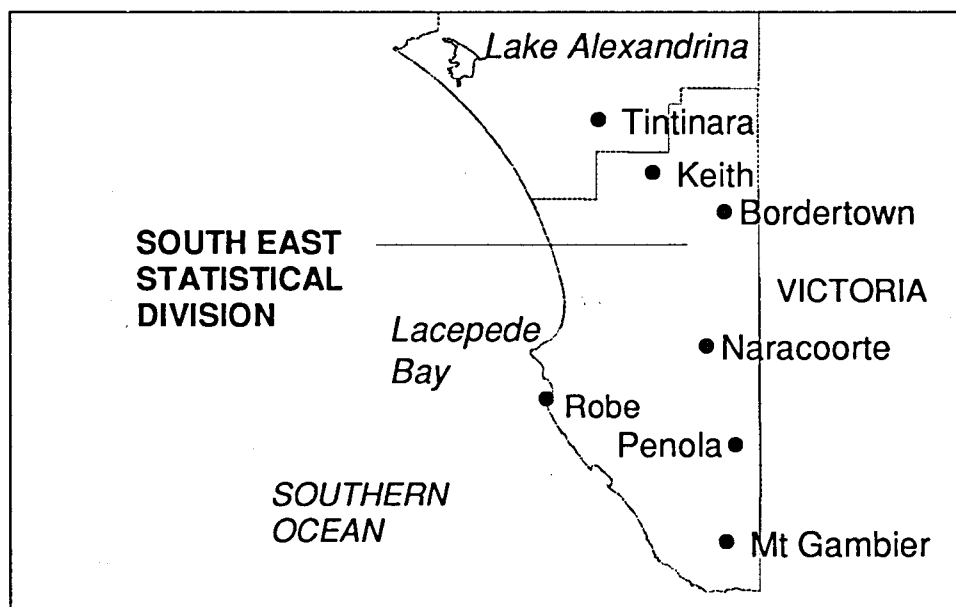 Lake Alexandrina
Tintinara
Keith
Bordertown
SOUTH EAST
STATISTICAL
DIVISION
VICTORIA
Lacepede
Bay
Naracoorte
Robe
Penola
SOUTHERN
OCEAN
Mt Gambier